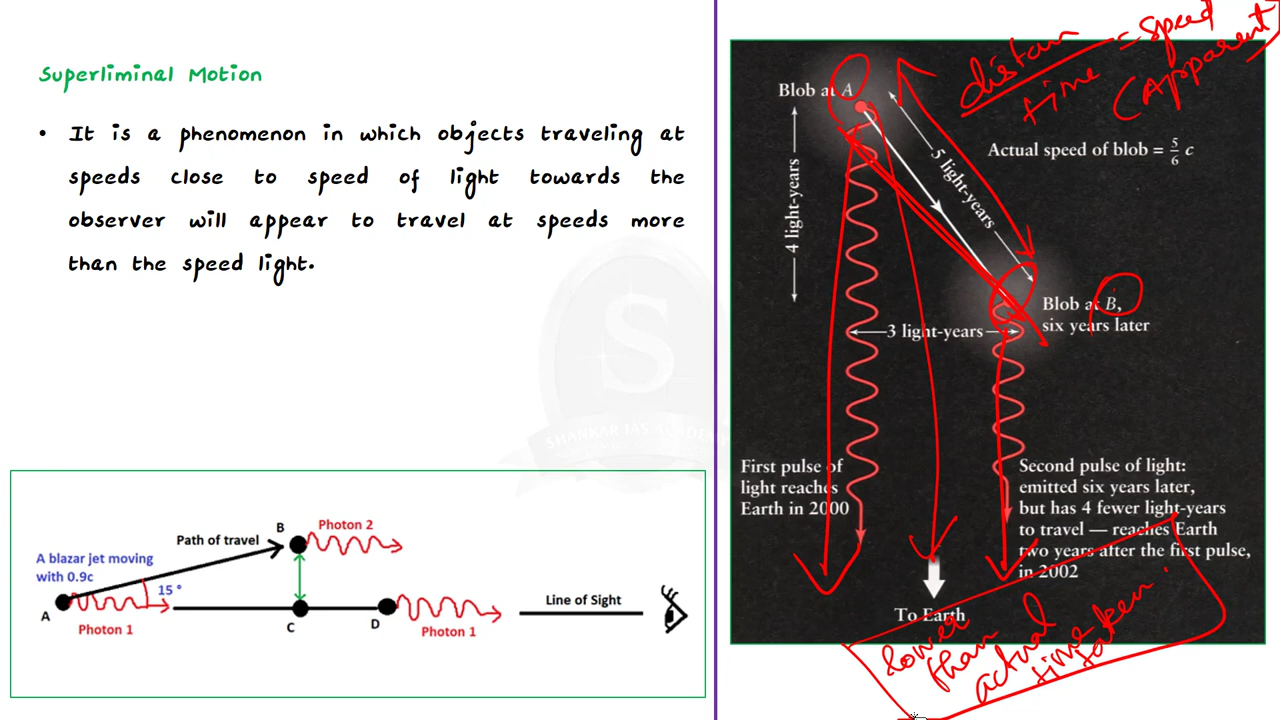 Superliminal Motion
• It is a phenomenon in which objects traveling at
speeds close to speed of light towards the
observer will appear to travel at speeds more
than the speed light.
A blazar jet moving
with 0.9c
Path of travel
B
Photon 2
15 °
A
Photon 1
C
D
Photon 1
Line of Sight
SHANKAR IAS ACADEMY
distan
time
= speed
(Apparent)
Blob at A
4 light-years
5 light-years
Actual speed of blob = 5/6 c
Blob at B,
six years later
3 light-years
First pulse of
light reaches
Earth in 2000
Second pulse of light:
emitted six years later,
but has 4 fewer light-years
to travel — reaches Earth
two years after the first pulse,
in 2002
To Earth
lower
than
actual
time
taken.